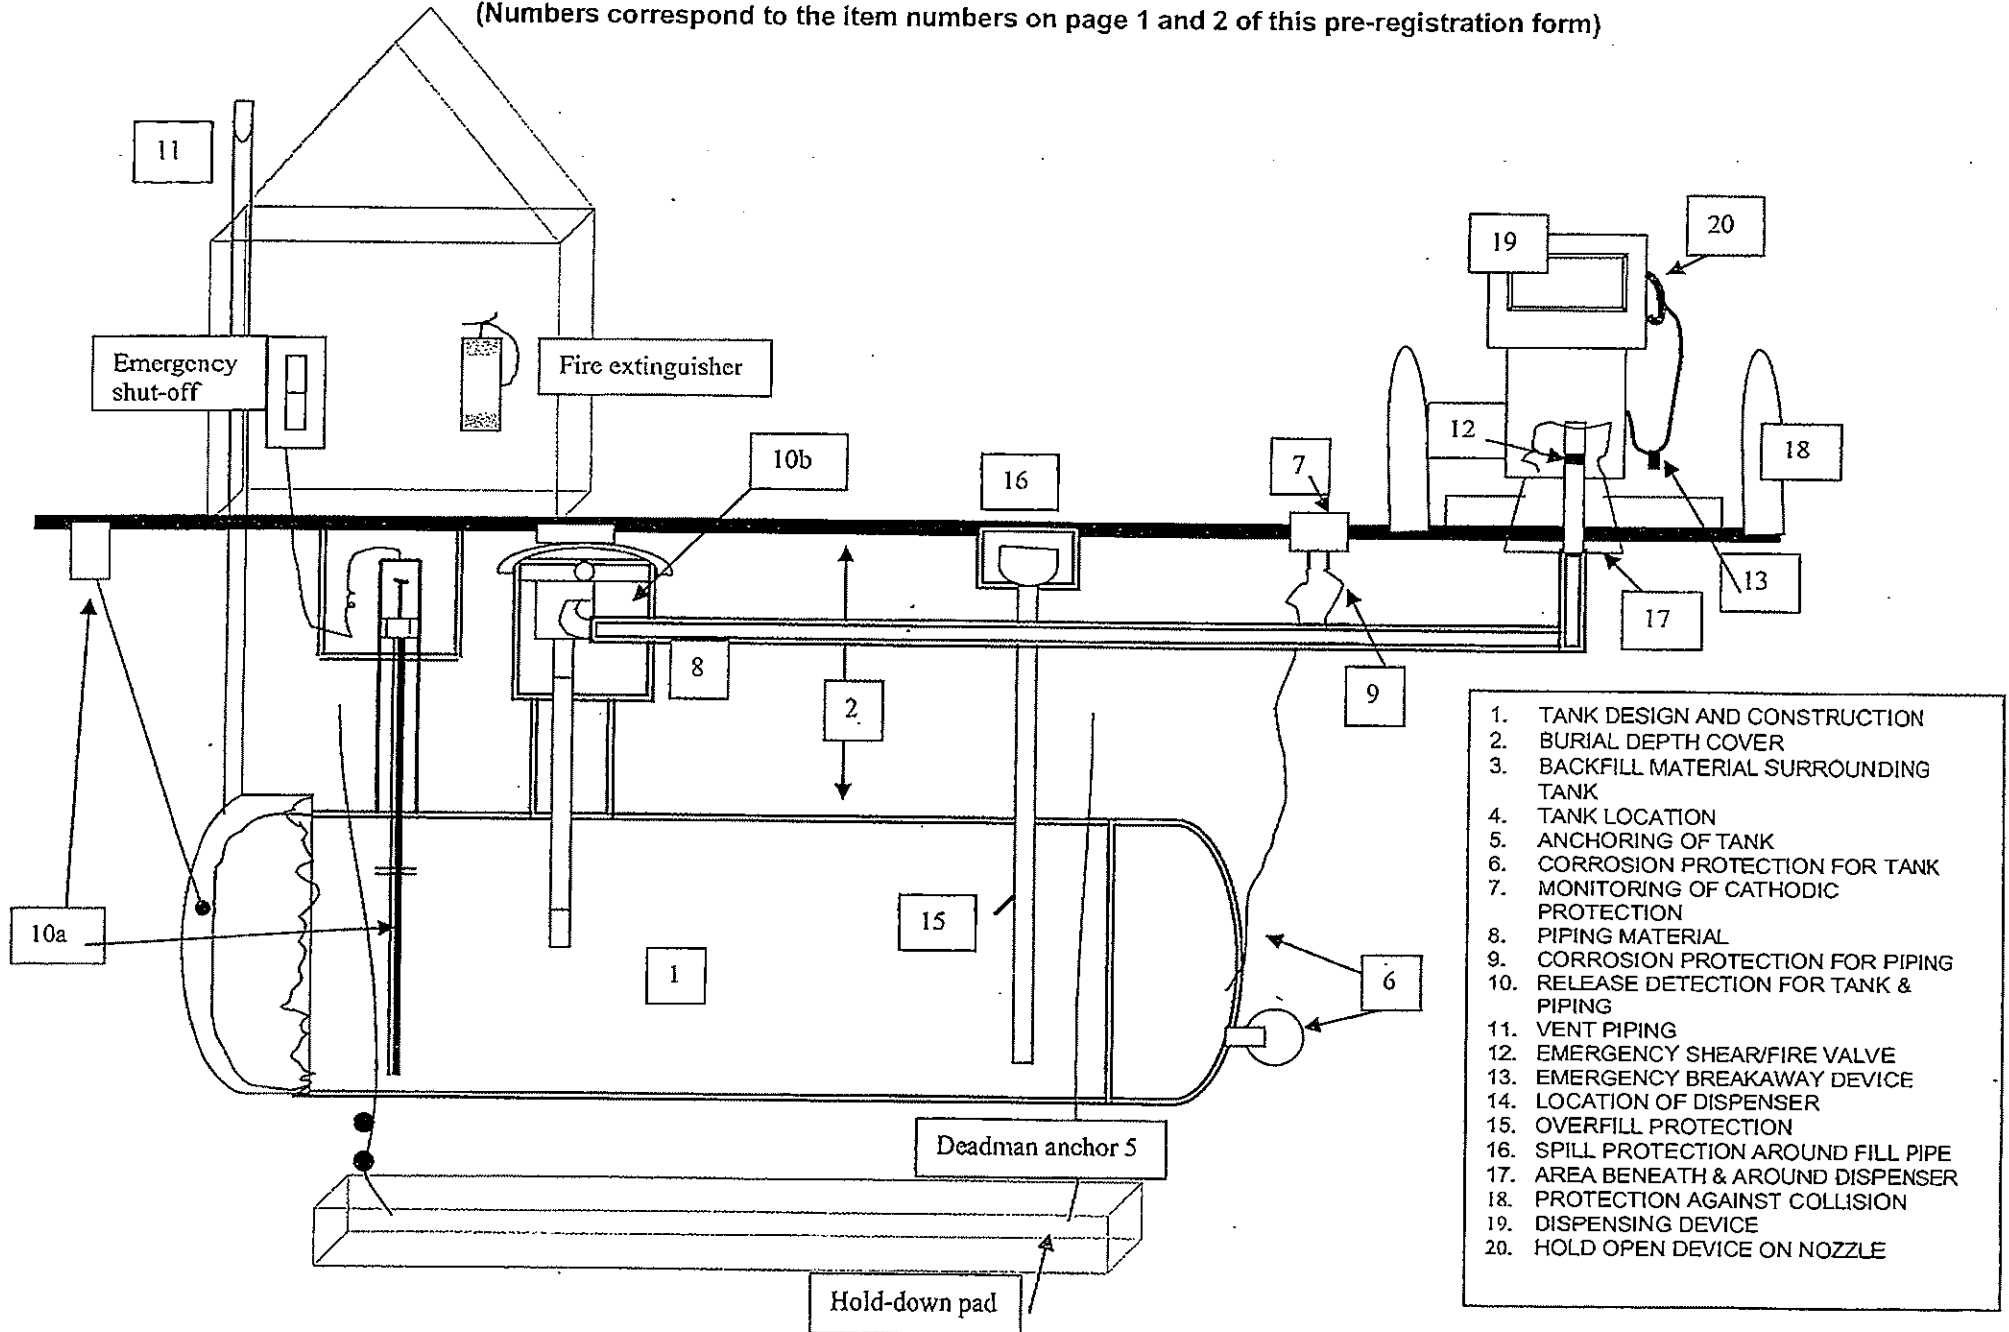 (Numbers correspond to the item numbers on page 1 and 2 of this pre-registration form)
11
20
19
Emergency
shut-off
Fire extinguisher
12
18
10b
7
16
13
17
8
2
9
15
10a
1
6
Deadman anchor 5
Hold-down pad
1. TANK DESIGN AND CONSTRUCTION
2. BURIAL DEPTH COVER
3. BACKFILL MATERIAL SURROUNDING
TANK
4. TANK LOCATION
5. ANCHORING OF TANK
6. CORROSION PROTECTION FOR TANK
7. MONITORING OF CATHODIC
PROTECTION
8. PIPING MATERIAL
9. CORROSION PROTECTION FOR PIPING
10. RELEASE DETECTION FOR TANK &
PIPING
11. VENT PIPING
12. EMERGENCY SHEAR/FIRE VALVE
13. EMERGENCY BREAKAWAY DEVICE
14. LOCATION OF DISPENSER
15. OVERFILL PROTECTION
16. SPILL PROTECTION AROUND FILL PIPE
17. AREA BENEATH & AROUND DISPENSER
18. PROTECTION AGAINST COLLISION
19. DISPENSING DEVICE
20. HOLD OPEN DEVICE ON NOZZLE